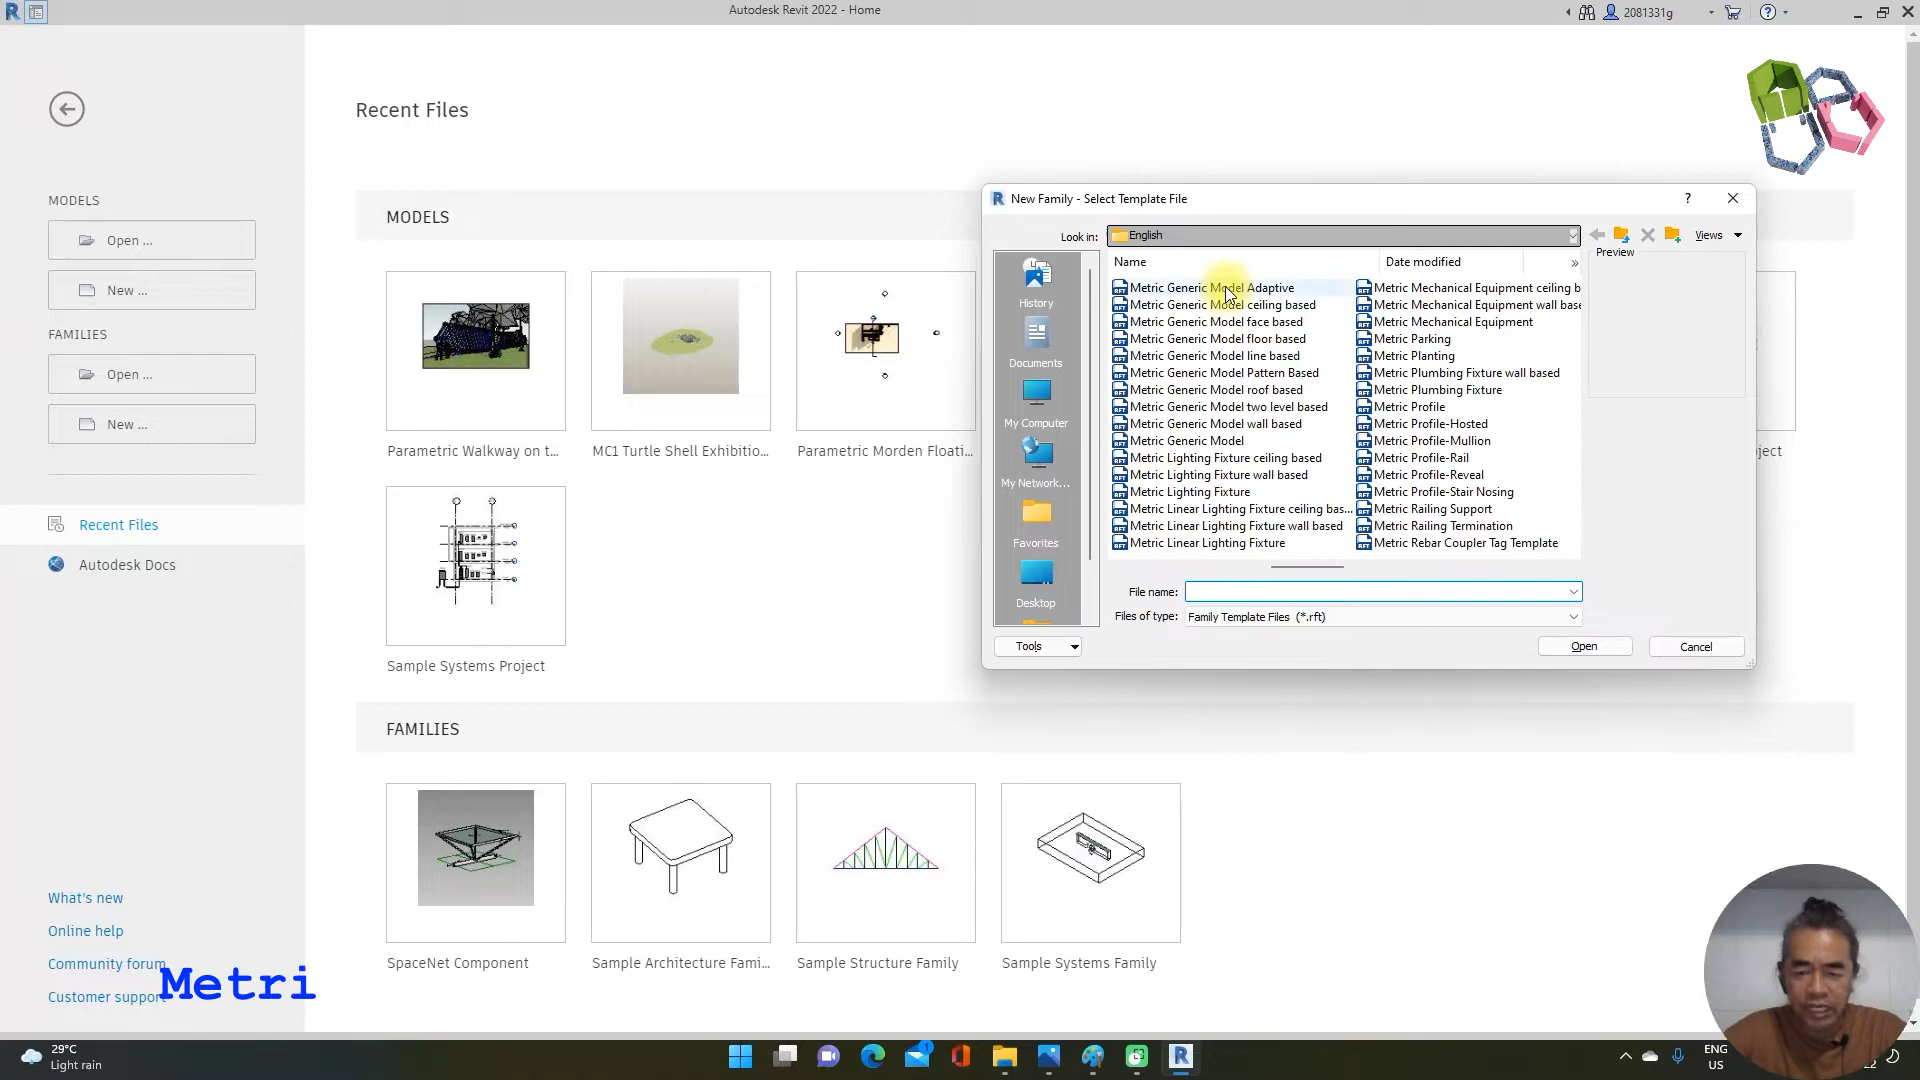 Autodesk Revit 2022 - Home
2081331g
Recent Files
MODELS
Open ...
New ...
FAMILIES
Open ...
New ...
Recent Files
Autodesk Docs
What's new
Online help
Community forum
Customer support
Metri
MODELS
Parametric Walkway on t...
MC1 Turtle Shell Exhibitio...
Parametric Morden Floati...
ject
Sample Systems Project
FAMILIES
SpaceNet Component
Sample Architecture Fami...
Sample Structure Family
Sample Systems Family
New Family - Select Template File
Look in:
English
Views
Preview
Name
Date modified
History
Documents
My Computer
My Network...
Favorites
Desktop
Metric Generic Model Adaptive
Metric Generic Model ceiling based
Metric Generic Model face based
Metric Generic Model floor based
Metric Generic Model line based
Metric Generic Model Pattern Based
Metric Generic Model roof based
Metric Generic Model two level based
Metric Generic Model wall based
Metric Generic Model
Metric Lighting Fixture ceiling based
Metric Lighting Fixture wall based
Metric Lighting Fixture
Metric Linear Lighting Fixture ceiling bas...
Metric Linear Lighting Fixture wall based
Metric Linear Lighting Fixture
Metric Mechanical Equipment ceiling b
Metric Mechanical Equipment wall base
Metric Mechanical Equipment
Metric Parking
Metric Planting
Metric Plumbing Fixture wall based
Metric Plumbing Fixture
Metric Profile
Metric Profile-Hosted
Metric Profile-Mullion
Metric Profile-Rail
Metric Profile-Reveal
Metric Profile-Stair Nosing
Metric Railing Support
Metric Railing Termination
Metric Rebar Coupler Tag Template
File name:
Files of type:
Family Template Files (*.rft)
Tools
Open
Cancel
29°C
Light rain
1
ENG
US
22